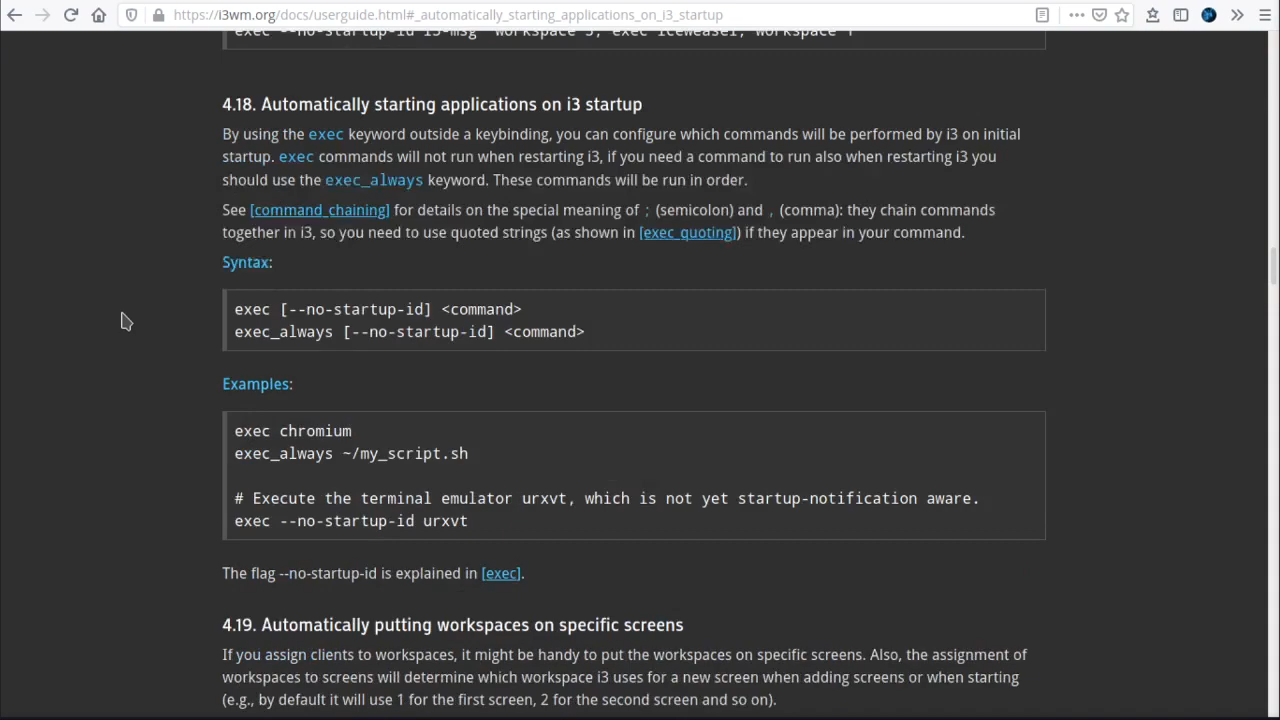 https://i3wm.org/docs/userguide.html#_automatically_starting_applications_on_i3_startup
exec --no-startup-id i3-msg 'workspace
exec iceweasel; workspace
4.18. Automatically starting applications on i3 startup
By using the exec keyword outside a keybinding, you can configure which commands will be performed by i3 on initial
startup. exec commands will not run when restarting i3, if you need a command to run also when restarting i3 you
should use the exec_always keyword. These commands will be run in order.
See [command_chaining] for details on the special meaning of ; (semicolon) and , (comma): they chain commands
together in i3, so you need to use quoted strings (as shown in [exec_quoting]) if they appear in your command.
Syntax:
exec [--no-startup-id] <command>
exec_always [--no-startup-id] <command>
Examples:
exec chromium
exec_always ~/my_script.sh
# Execute the terminal emulator urxvt, which is not yet startup-notification aware.
exec --no-startup-id urxvt
The flag --no-startup-id is explained in [exec].
4.19. Automatically putting workspaces on specific screens
If you assign clients to workspaces, it might be handy to put the workspaces on specific screens. Also, the assignment of
workspaces to screens will determine which workspace i3 uses for a new screen when adding screens or when starting
(e.g., by default it will use 1 for the first screen, 2 for the second screen and so on).